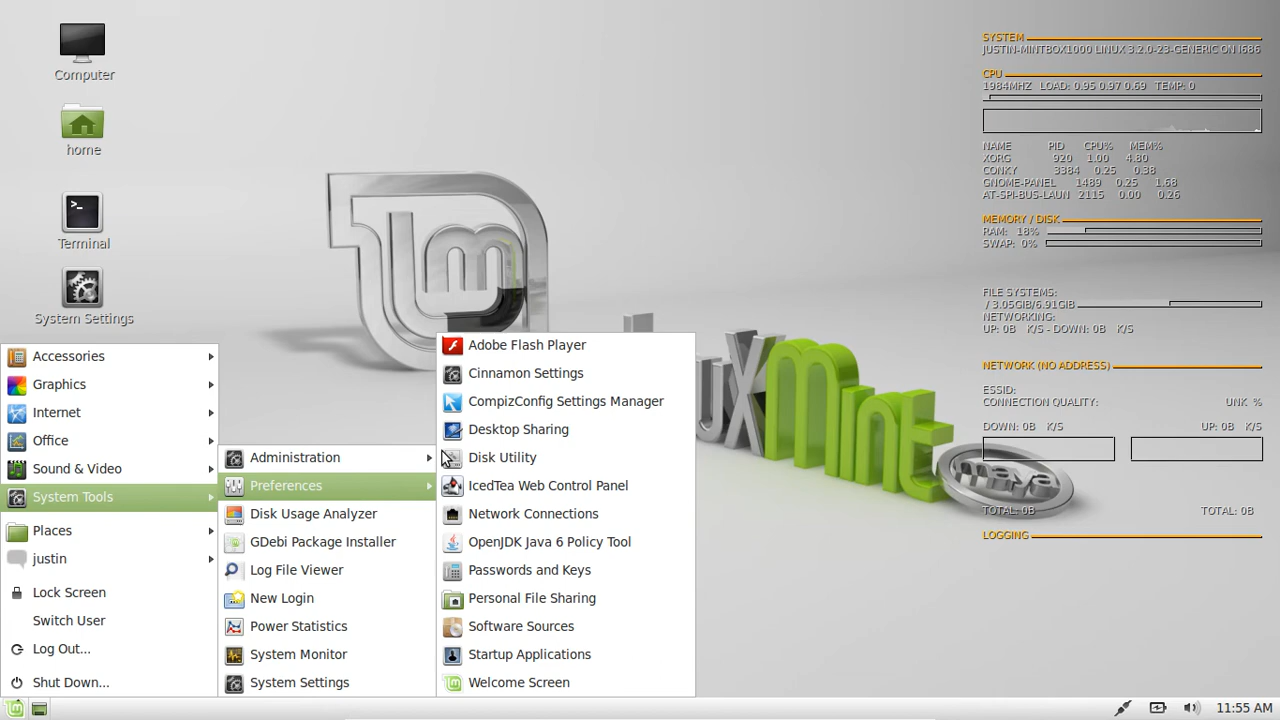 Computer
home
Terminal
System Settings
Accessories
Graphics
Internet
Office
Sound & Video
System Tools
Places
justin
Lock Screen
Switch User
Log Out...
Shut Down...
Administration
Preferences
Disk Usage Analyzer
GDebi Package Installer
Log File Viewer
New Login
Power Statistics
System Monitor
System Settings
Adobe Flash Player
Cinnamon Settings
CompizConfig Settings Manager
Desktop Sharing
Disk Utility
IcedTea Web Control Panel
Network Connections
OpenJDK Java 6 Policy Tool
Passwords and Keys
Personal File Sharing
Software Sources
Startup Applications
Welcome Screen
ux Mint
maya
SYSTEM
JUSTIN-MINTBOX1000 LINUX 3.2.0-23-GENERIC ON I686
CPU
1984MHZ LOAD: 0.95 0.97 0.69 TEMP: 0
NAME PID CPU% MEM%
XORG 920 1.00 4.80
CONKY 3384 0.25 0.38
GNOME-PANEL 1489 0.25 1.68
AT-SPI-BUS-LAUN 2115 0.00 0.26
MEMORY / DISK
RAM: 18%
SWAP: 0%
FILE SYSTEMS:
/ 3.05GIB/6.91GIB
NETWORKING:
UP: 0B K/S - DOWN: 0B K/S
NETWORK (NO ADDRESS)
ESSID:
CONNECTION QUALITY: UNK %
DOWN: 0B K/S UP: 0B K/S
TOTAL: 0B TOTAL: 0B
LOGGING
11:55 AM